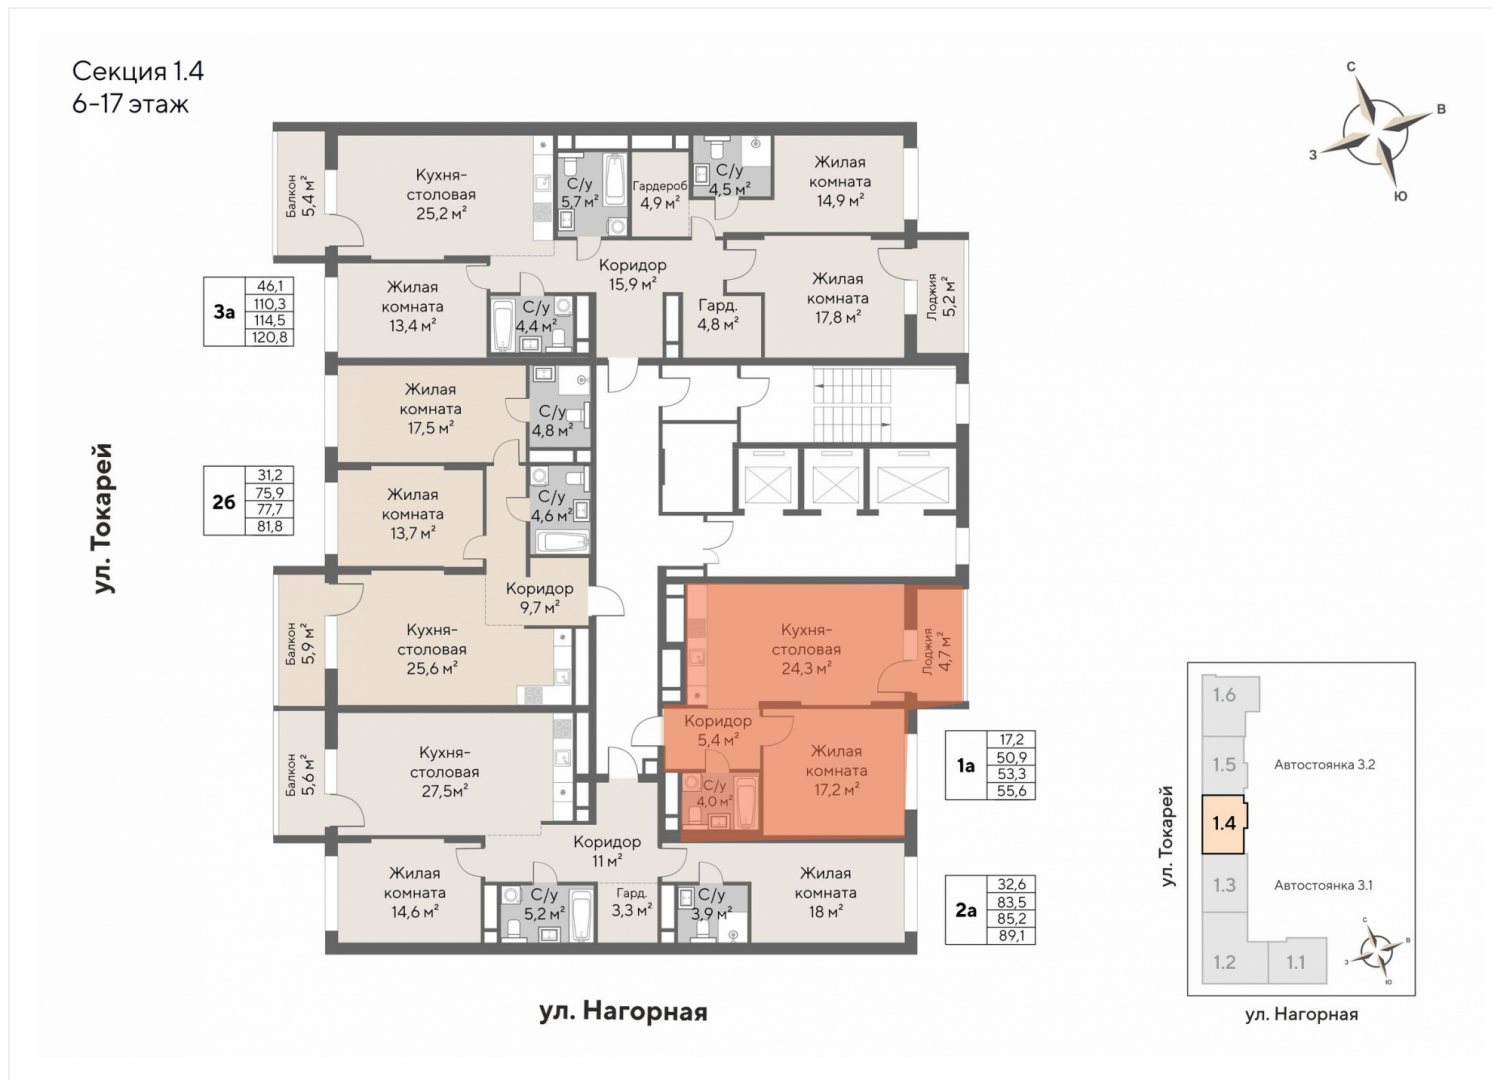 Секция 1.4
6-17 этаж
С
В
З
Ю
Балкон
5,4 м²
Кухня-
столовая
25,2 м²
С/у
5,7 м²
Гардероб
4,9 м²
С/у
4,5 м²
Жилая
комната
14,9 м²
Коридор
15,9 м²
Жилая
комната
13,4 м²
С/у
4,4 м²
Гард.
4,8 м²
Жилая
комната
17,8 м²
Лоджия
5,2 м²
3а
46,1
110,3
114,5
120,8
Жилая
комната
17,5 м²
С/у
4,8 м²
ул. Токарей
2б
31,2
75,9
77,7
81,8
Жилая
комната
13,7 м²
С/у
4,6 м²
Коридор
9,7 м²
Балкон
5,9 м²
Кухня-
столовая
25,6 м²
Кухня-
столовая
24,3 м²
Лоджия
4,7 м²
Коридор
5,4 м²
Жилая
комната
17,2 м²
С/у
4,0 м²
1а
17,2
50,9
53,3
55,6
Балкон
5,6 м²
Кухня-
столовая
27,5м²
Коридор
11 м²
Жилая
комната
14,6 м²
С/у
5,2 м²
Гард.
3,3 м²
С/у
3,9 м²
Жилая
комната
18 м²
2а
32,6
83,5
85,2
89,1
ул. Нагорная
1.6
1.5
Автостоянка 3.2
1.4
ул. Токарей
1.3
Автостоянка 3.1
1.2
1.1
С
В
З
Ю
ул. Нагорная